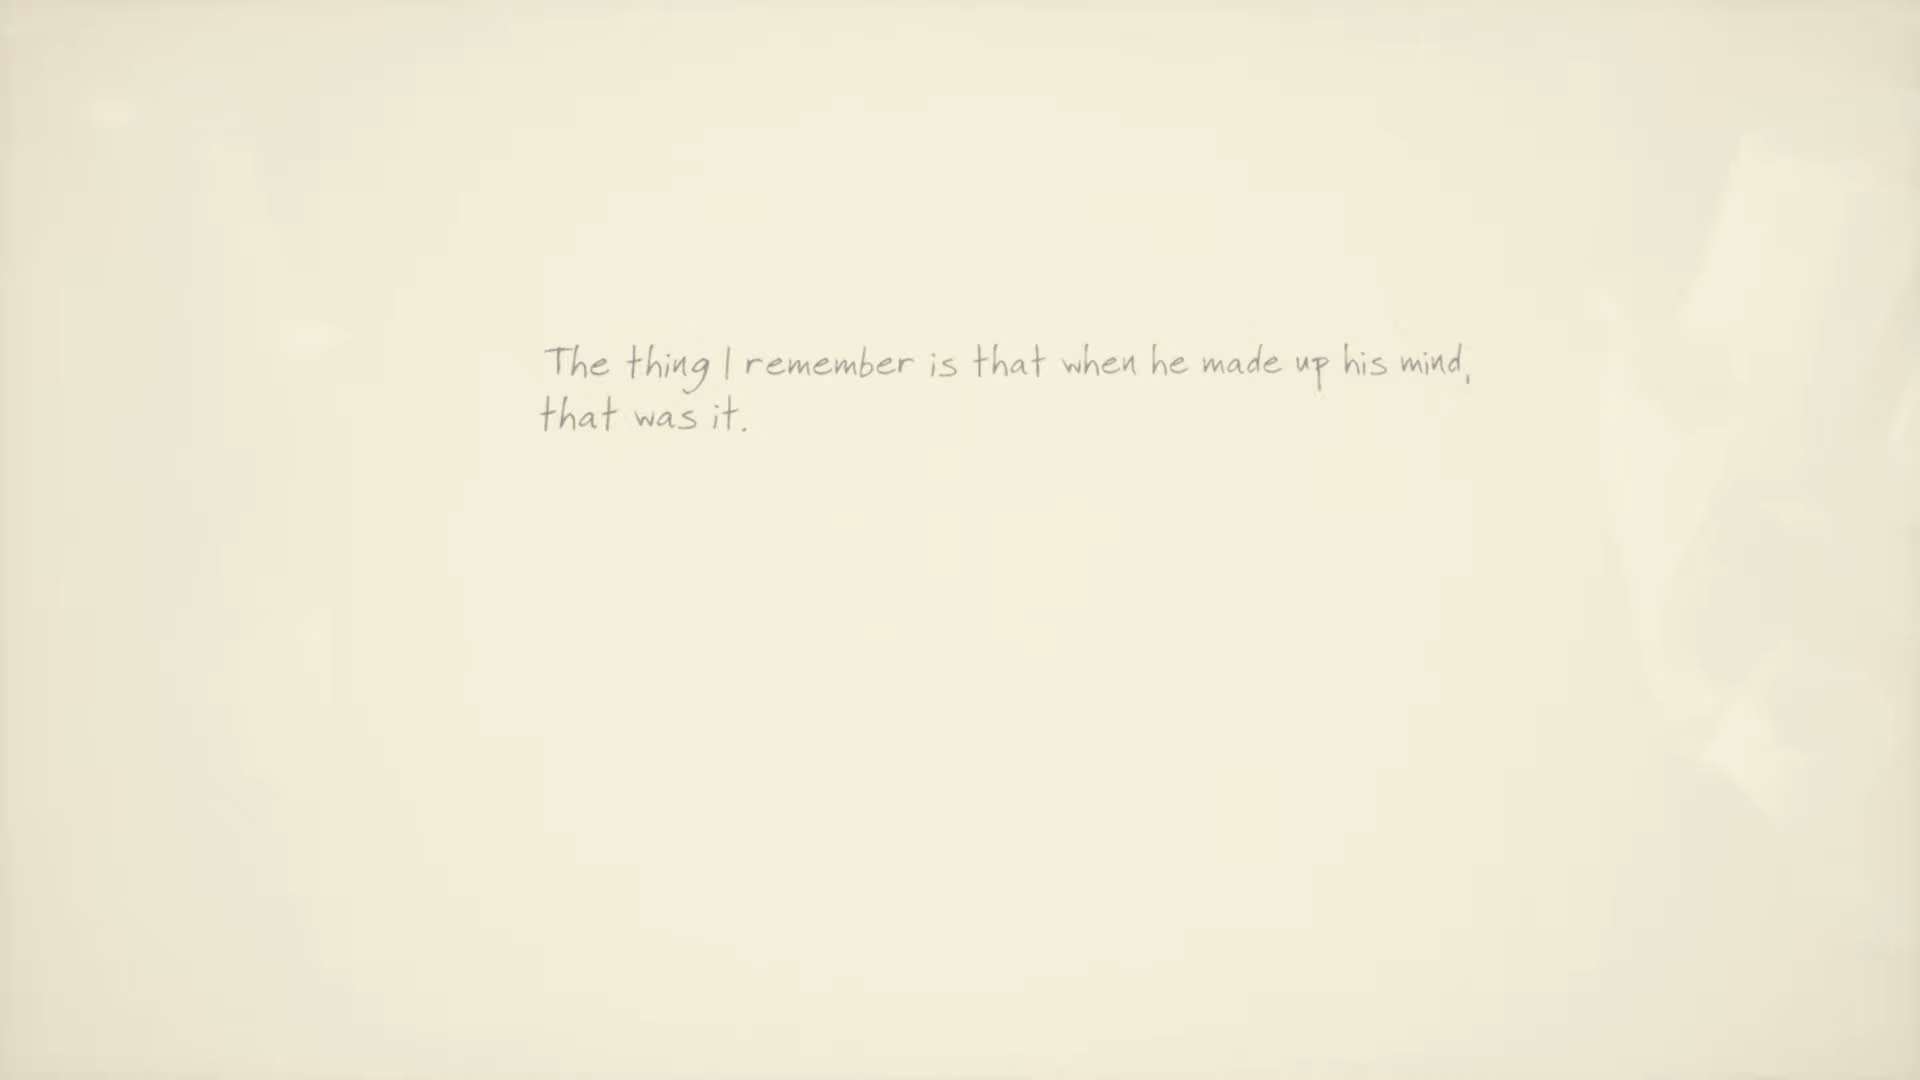 The thing I remember is that when he made up his mind,
that was it.